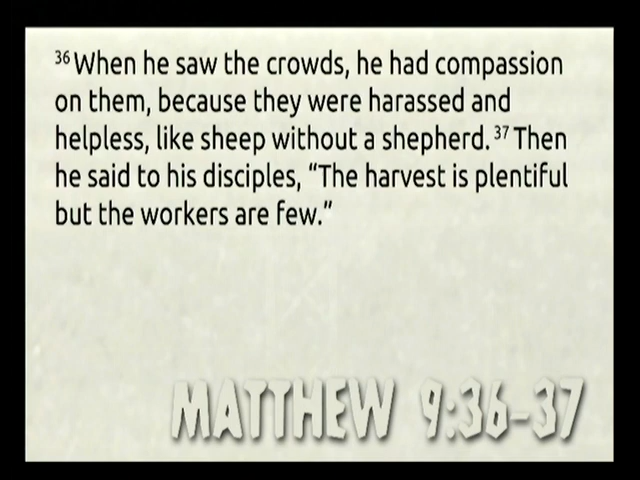 ³⁶ When he saw the crowds, he had compassion
on them, because they were harassed and
helpless, like sheep without a shepherd. ³⁷ Then
he said to his disciples, “The harvest is plentiful
but the workers are few.”
MATTHEW 9:36-37